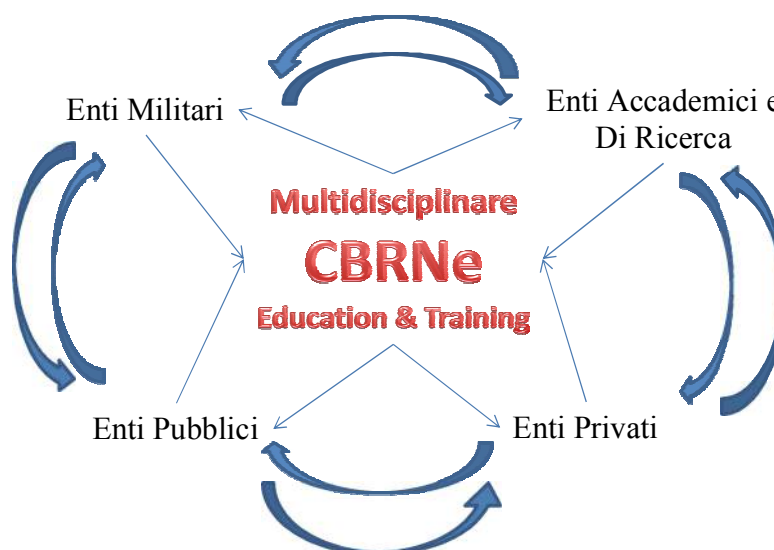 Enti Militari
Enti Accademici e
Di Ricerca
Multidisciplinare
CBRNe
Education & Training
Enti Pubblici
Enti Privati